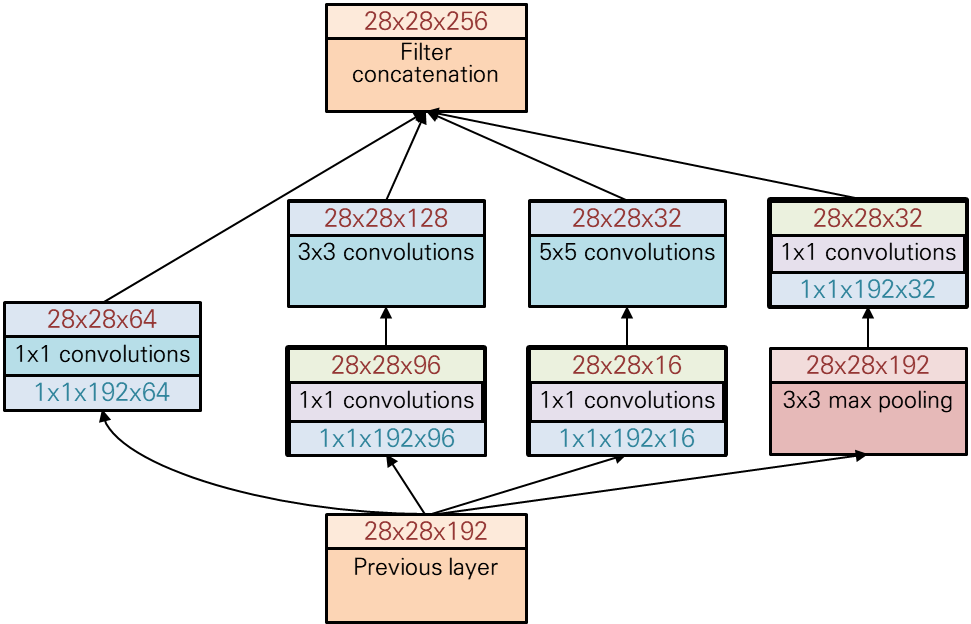 28x28x256
Filter
concatenation
28x28x128
3x3 convolutions
28x28x32
5x5 convolutions
28x28x32
1x1 convolutions
1x1x192x32
28x28x64
1x1 convolutions
1x1x192x64
28x28x96
1x1 convolutions
1x1x192x96
28x28x16
1x1 convolutions
1x1x192x16
28x28x192
3x3 max pooling
28x28x192
Previous layer